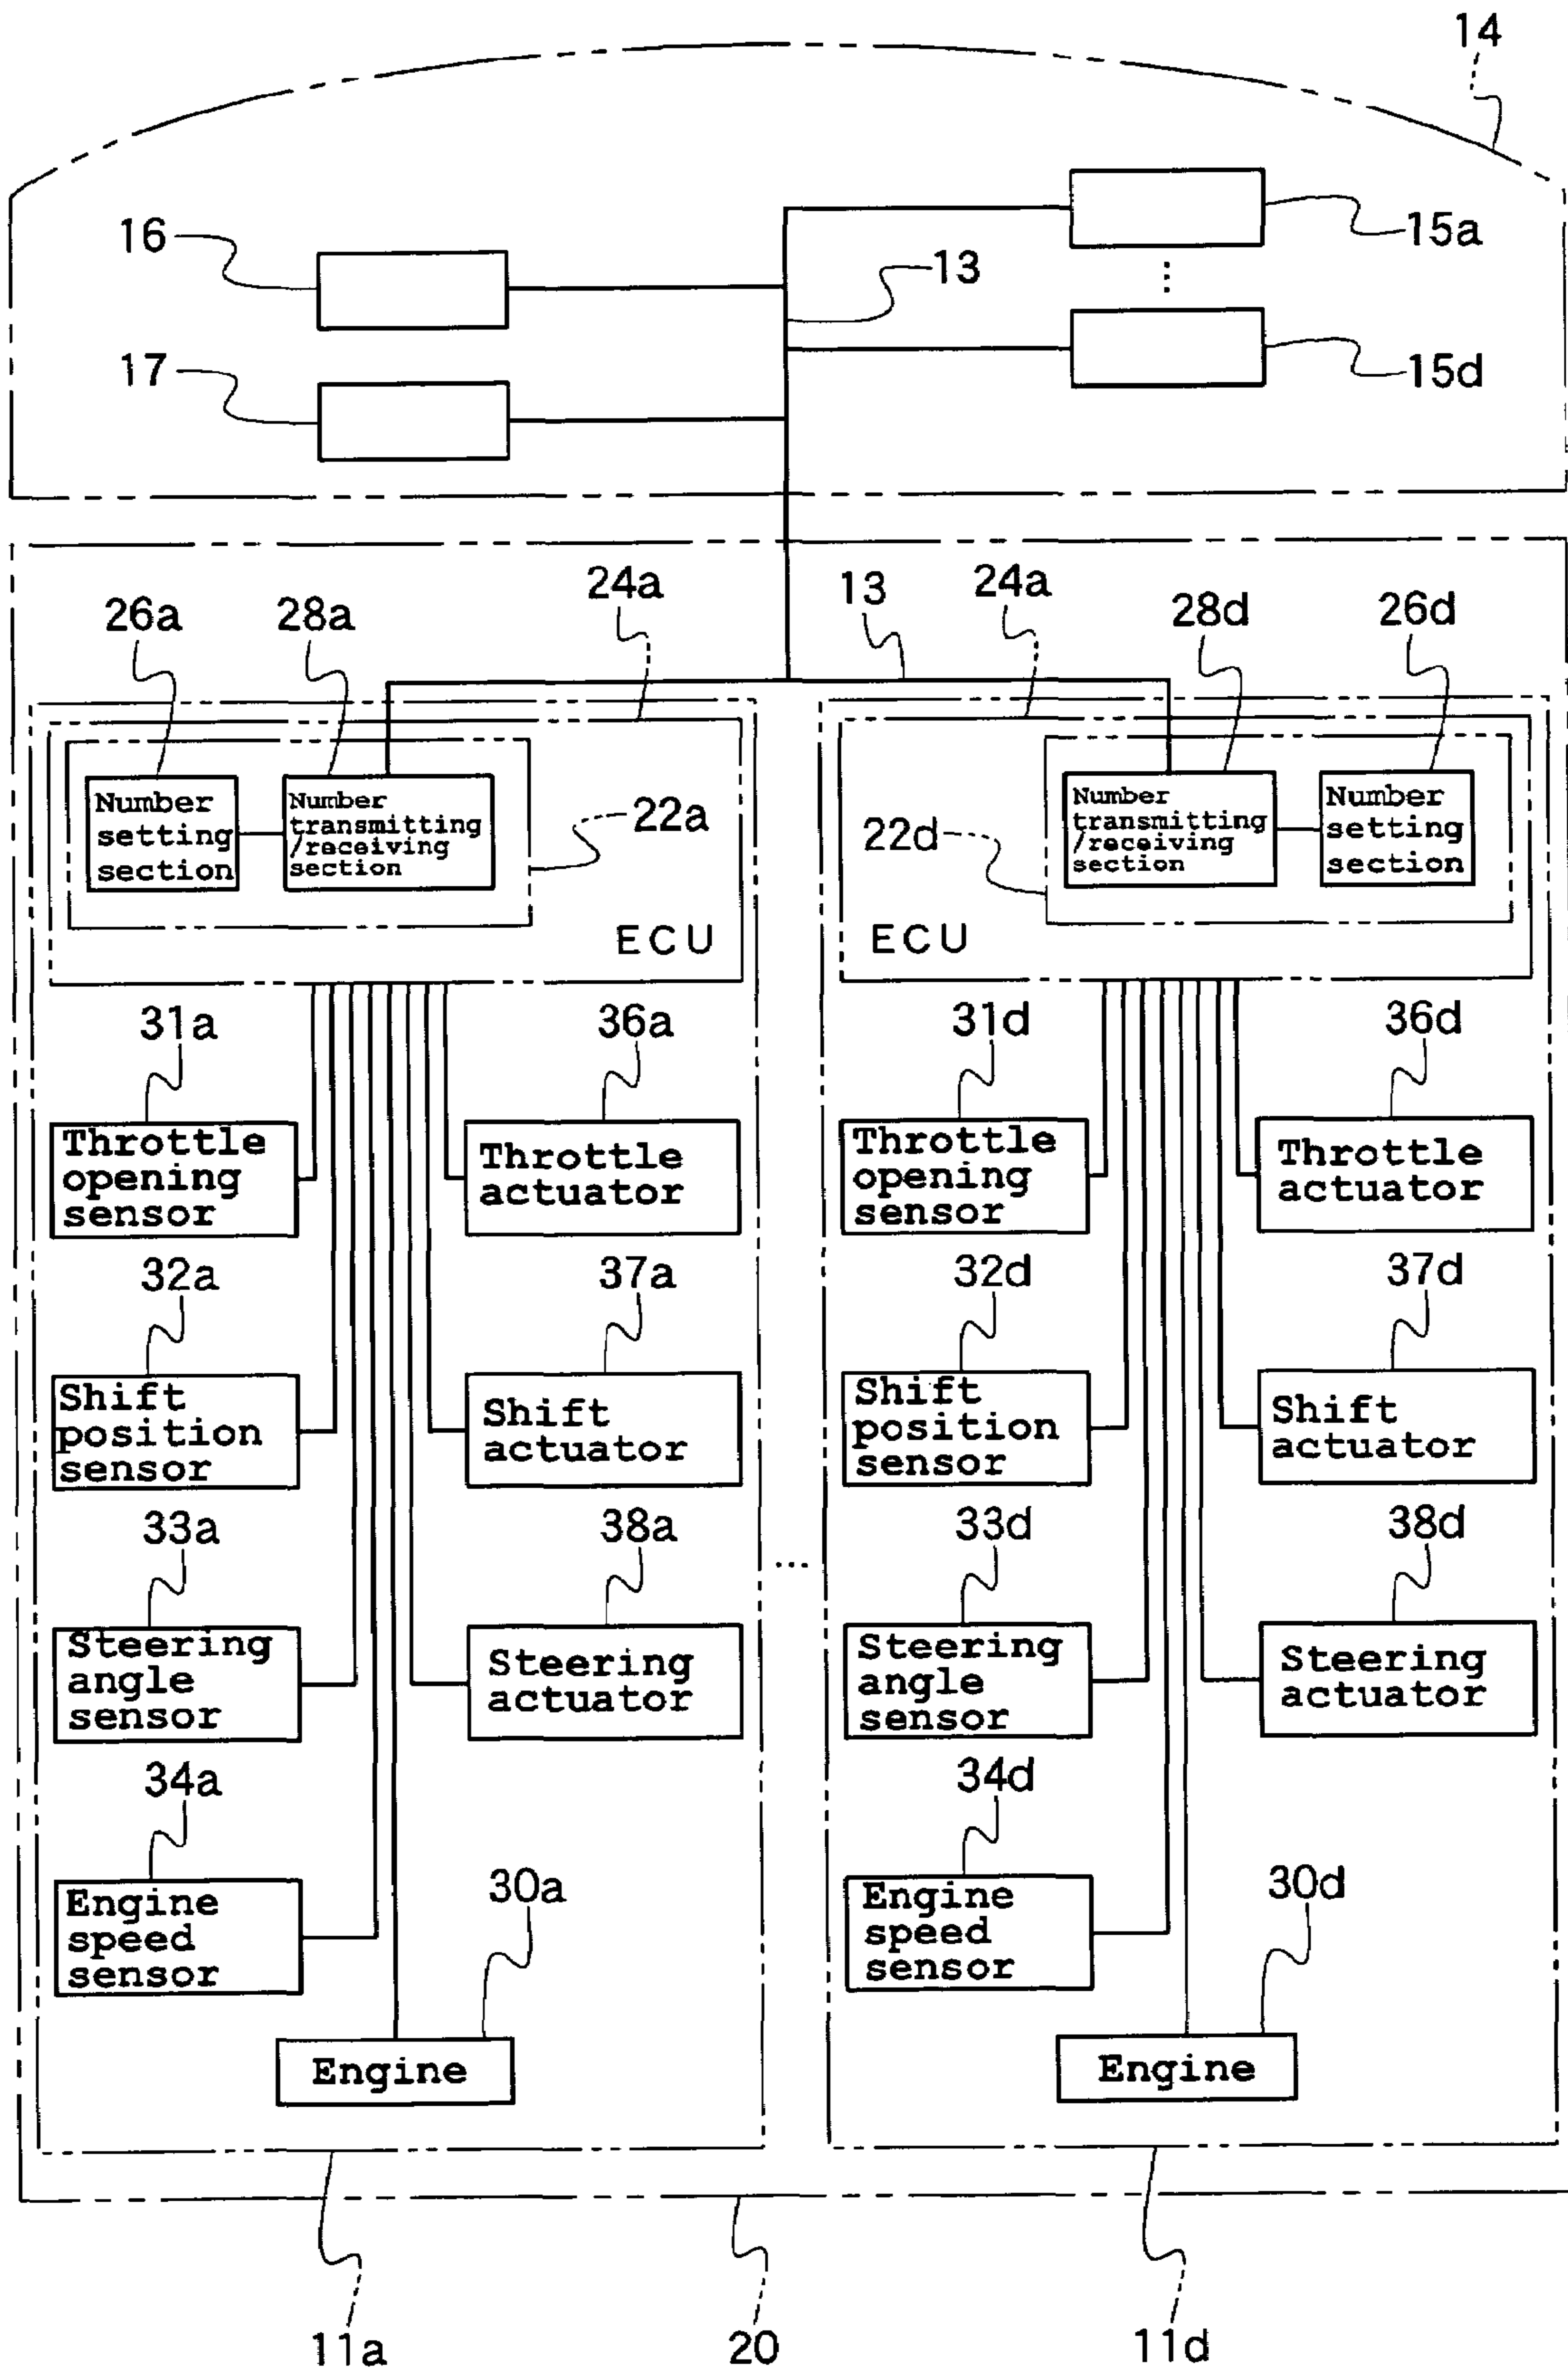 14
16
15a
13
17
15d
24a
13
24a
26a
28a
28d
26d
Number
setting
section
Number
transmitting
/receiving
section
22a
22d
Number
transmitting
/receiving
section
Number
setting
section
ECU
ECU
31a
36a
31d
36d
Throttle
opening
sensor
Throttle
actuator
Throttle
opening
sensor
Throttle
actuator
32a
37a
32d
37d
Shift
position
sensor
Shift
actuator
Shift
position
sensor
Shift
actuator
33a
38a
33d
38d
...
Steering
angle
sensor
Steering
actuator
Steering
angle
sensor
Steering
actuator
34a
34d
30a
30d
Engine
speed
sensor
Engine
speed
sensor
Engine
Engine
11a
20
11d